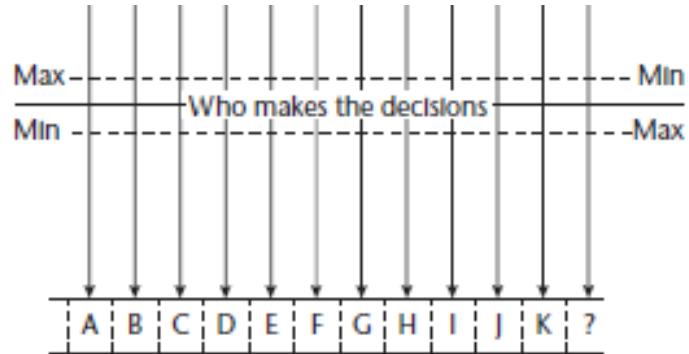 Max Min
Who makes the decisions
Min Max
A B C D E F G H I J K ?